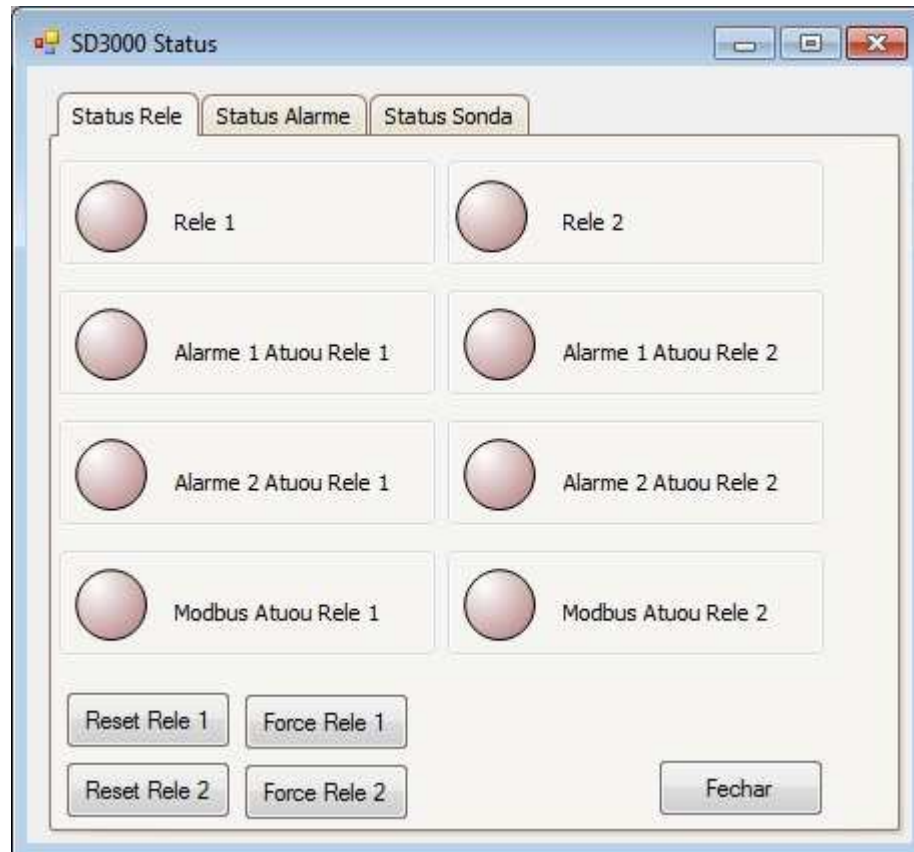 SD3000 Status
Status Rele Status Alarme Status Sonda
Rele 1 Rele 2
Alarme 1 Atuou Rele 1 Alarme 1 Atuou Rele 2
Alarme 2 Atuou Rele 1 Alarme 2 Atuou Rele 2
Modbus Atuou Rele 1 Modbus Atuou Rele 2
Reset Rele 1 Force Rele 1
Reset Rele 2 Force Rele 2 Fechar